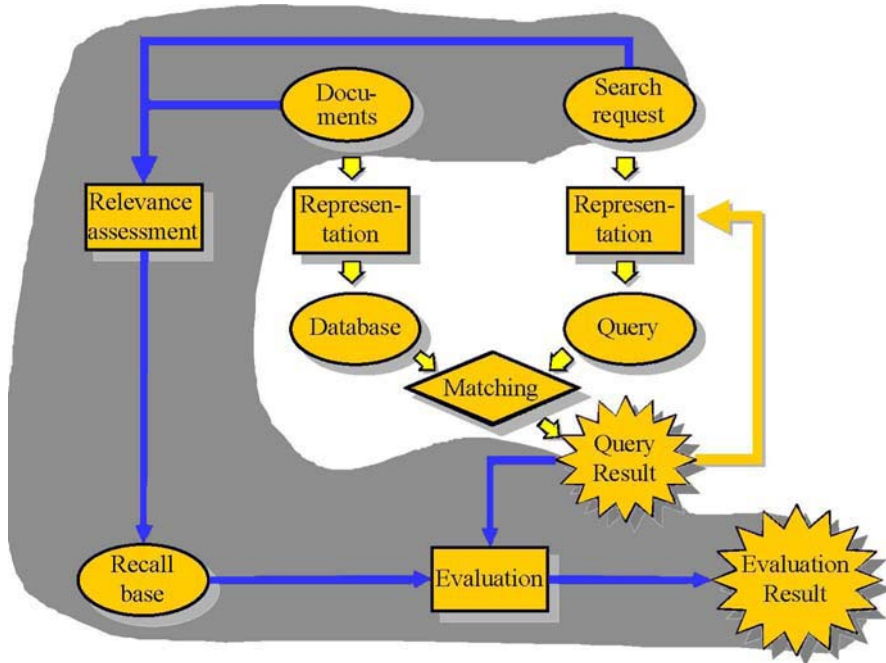 Docu-
ments
Search
request
Relevance
assessment
Represen-
tation
Represen-
tation
Database
Query
Matching
Query
Result
Recall
base
Evaluation
Evaluation
Result